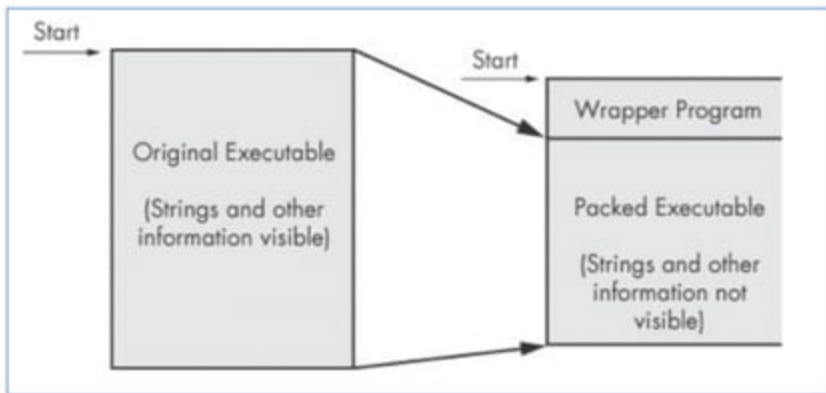 Start
Original Executable
(Strings and other
information visible)
Start
Wrapper Program
Packed Executable
(Strings and other
information not
visible)